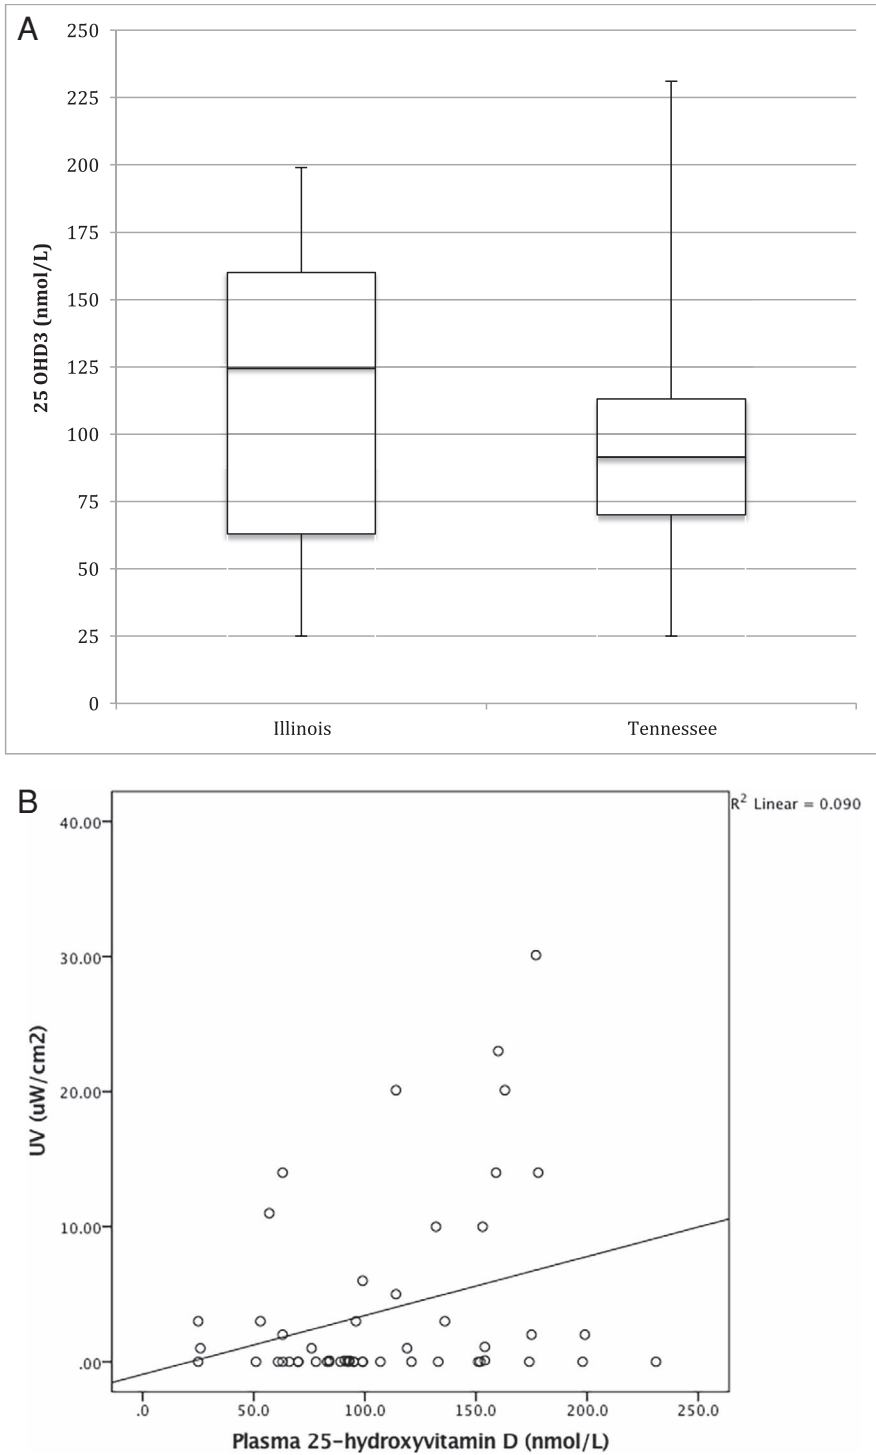 A
250
225
200
175
150
125
100
75
50
25
0
25 OHD3 (nmol/L)
Illinois Tennessee
B
R2 Linear = 0.090
40.00
30.00
20.00
10.00
.00
UV (uW/cm2)
.0 50.0 100.0 150.0 200.0 250.0
Plasma 25-hydroxyvitamin D (nmol/L)